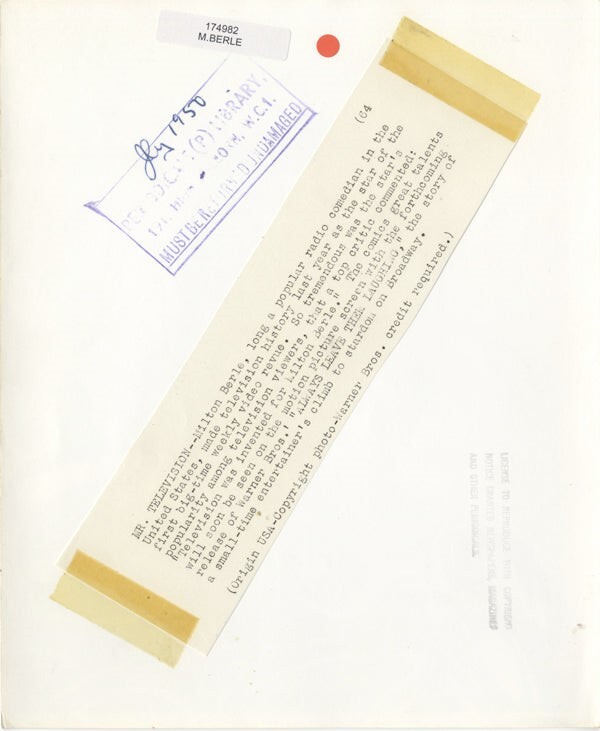 174982
M.BERLE
Jly 1950
(P) LIBRARY,
W.C.1.
MUST BE RETURNED UNDAMAGED
(64
MR. TELEVISION--Milton Berle, long a popular radio comedian in the
United States, made television history last year as the star of the
first big-time weekly video revue. So tremendous was the star's
popularity among television viewers, that a top critic commented:
"Television was invented for Milton Berle." The comics great talents
will soon be seen on the motion picture screen with the forthcoming
release of Warner Bros.' "ALWAYS LEAVE THEM LAUGHING," the story of
a small-time entertainer's climb to stardom on Broadway.
(Origin USA-Copyright photo-Warner Bros. credit required.)
LICENSE TO REPRODUCE WITH COPYRIGHT
NOTICE GRANTED NEWSPAPERS, MAGAZINES
AND OTHER PERIODICALS